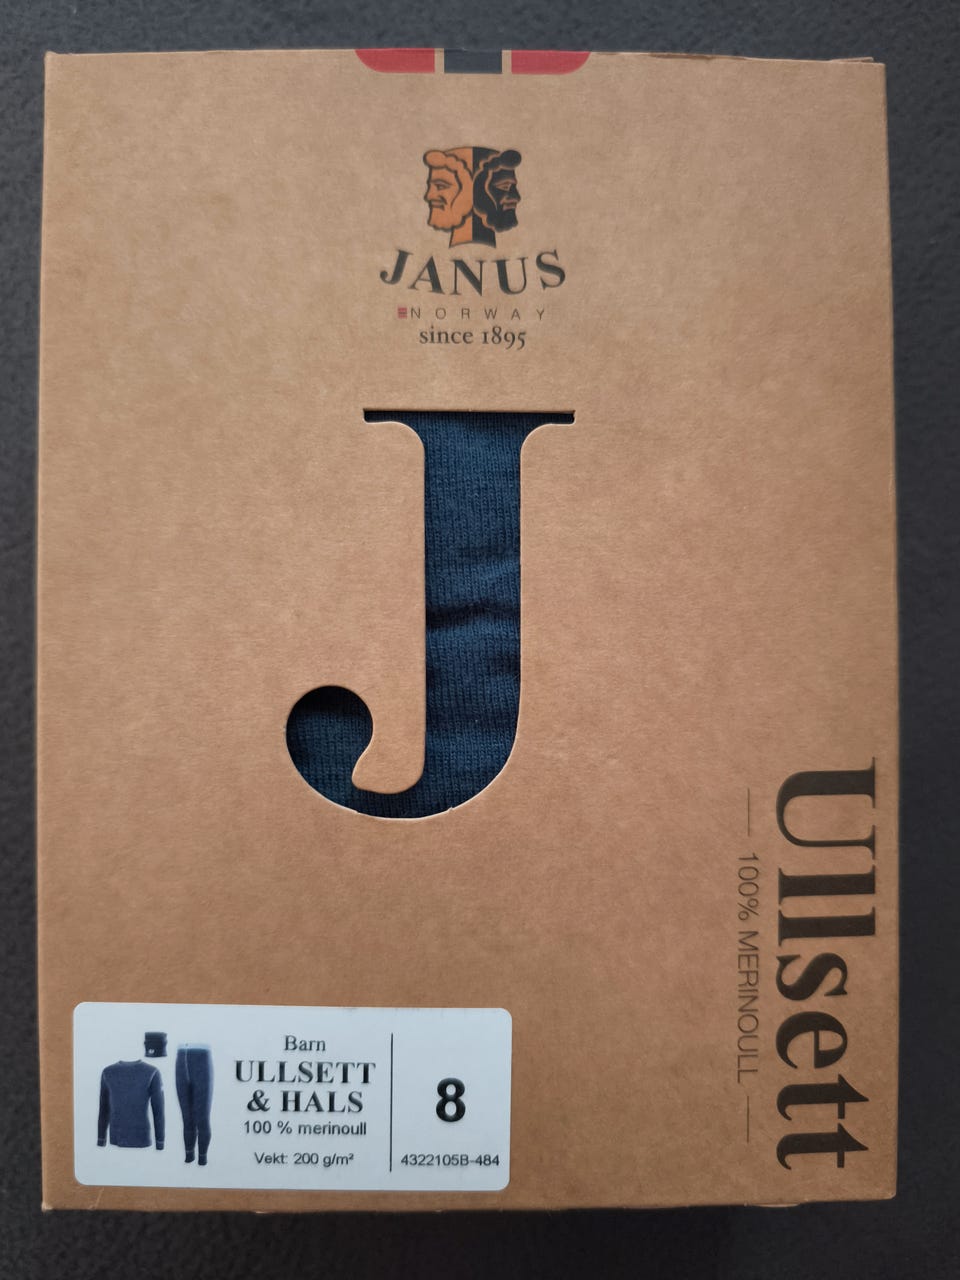 JANUS
NORWAY
since 1895
J
Ullsett
100% MERINOULL
Barn
ULLSETT
& HALS
100 % merinoull
Vekt: 200 g/m²
8
4322105B-484